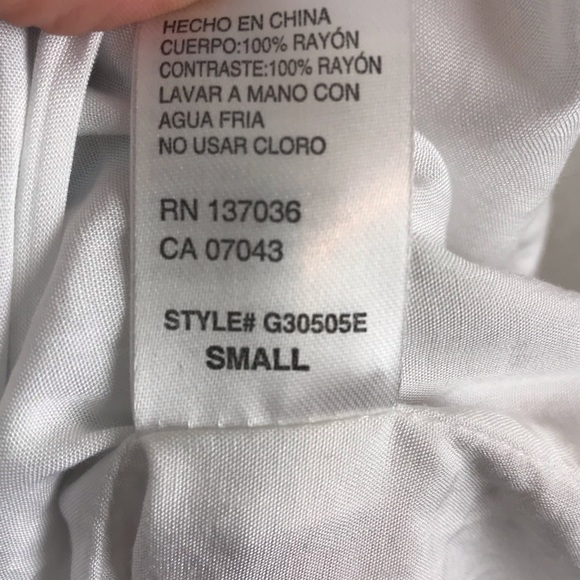 HECHO EN CHINA
CUERPO:100% RAYÓN
CONTRASTE:100% RAYÓN
LAVAR A MANO CON
AGUA FRIA
NO USAR CLORO
RN 137036
CA 07043
STYLE# G30505E
SMALL